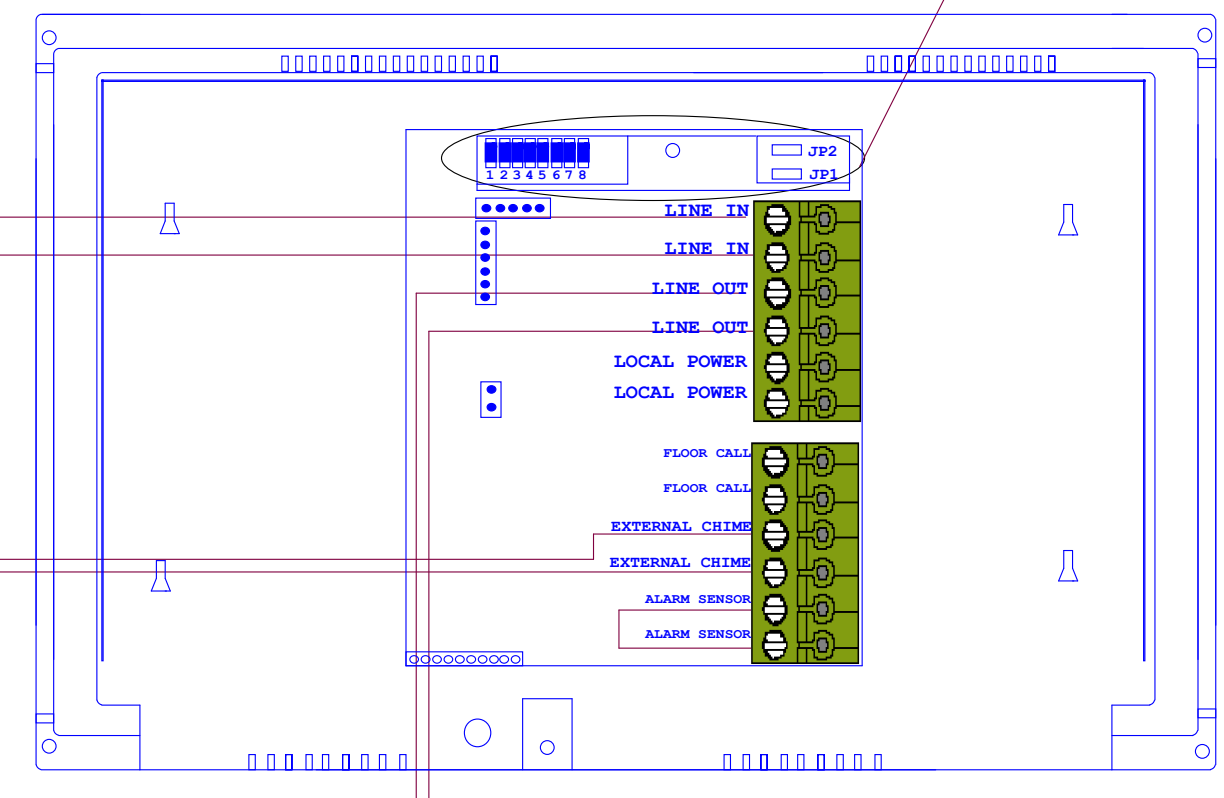 JP2
1 2 3 4 5 6 7 8
JP1
LINE IN
LINE IN
LINE OUT
LINE OUT
LOCAL POWER
LOCAL POWER
FLOOR CALL
FLOOR CALL
EXTERNAL CHIME
EXTERNAL CHIME
ALARM SENSOR
ALARM SENSOR